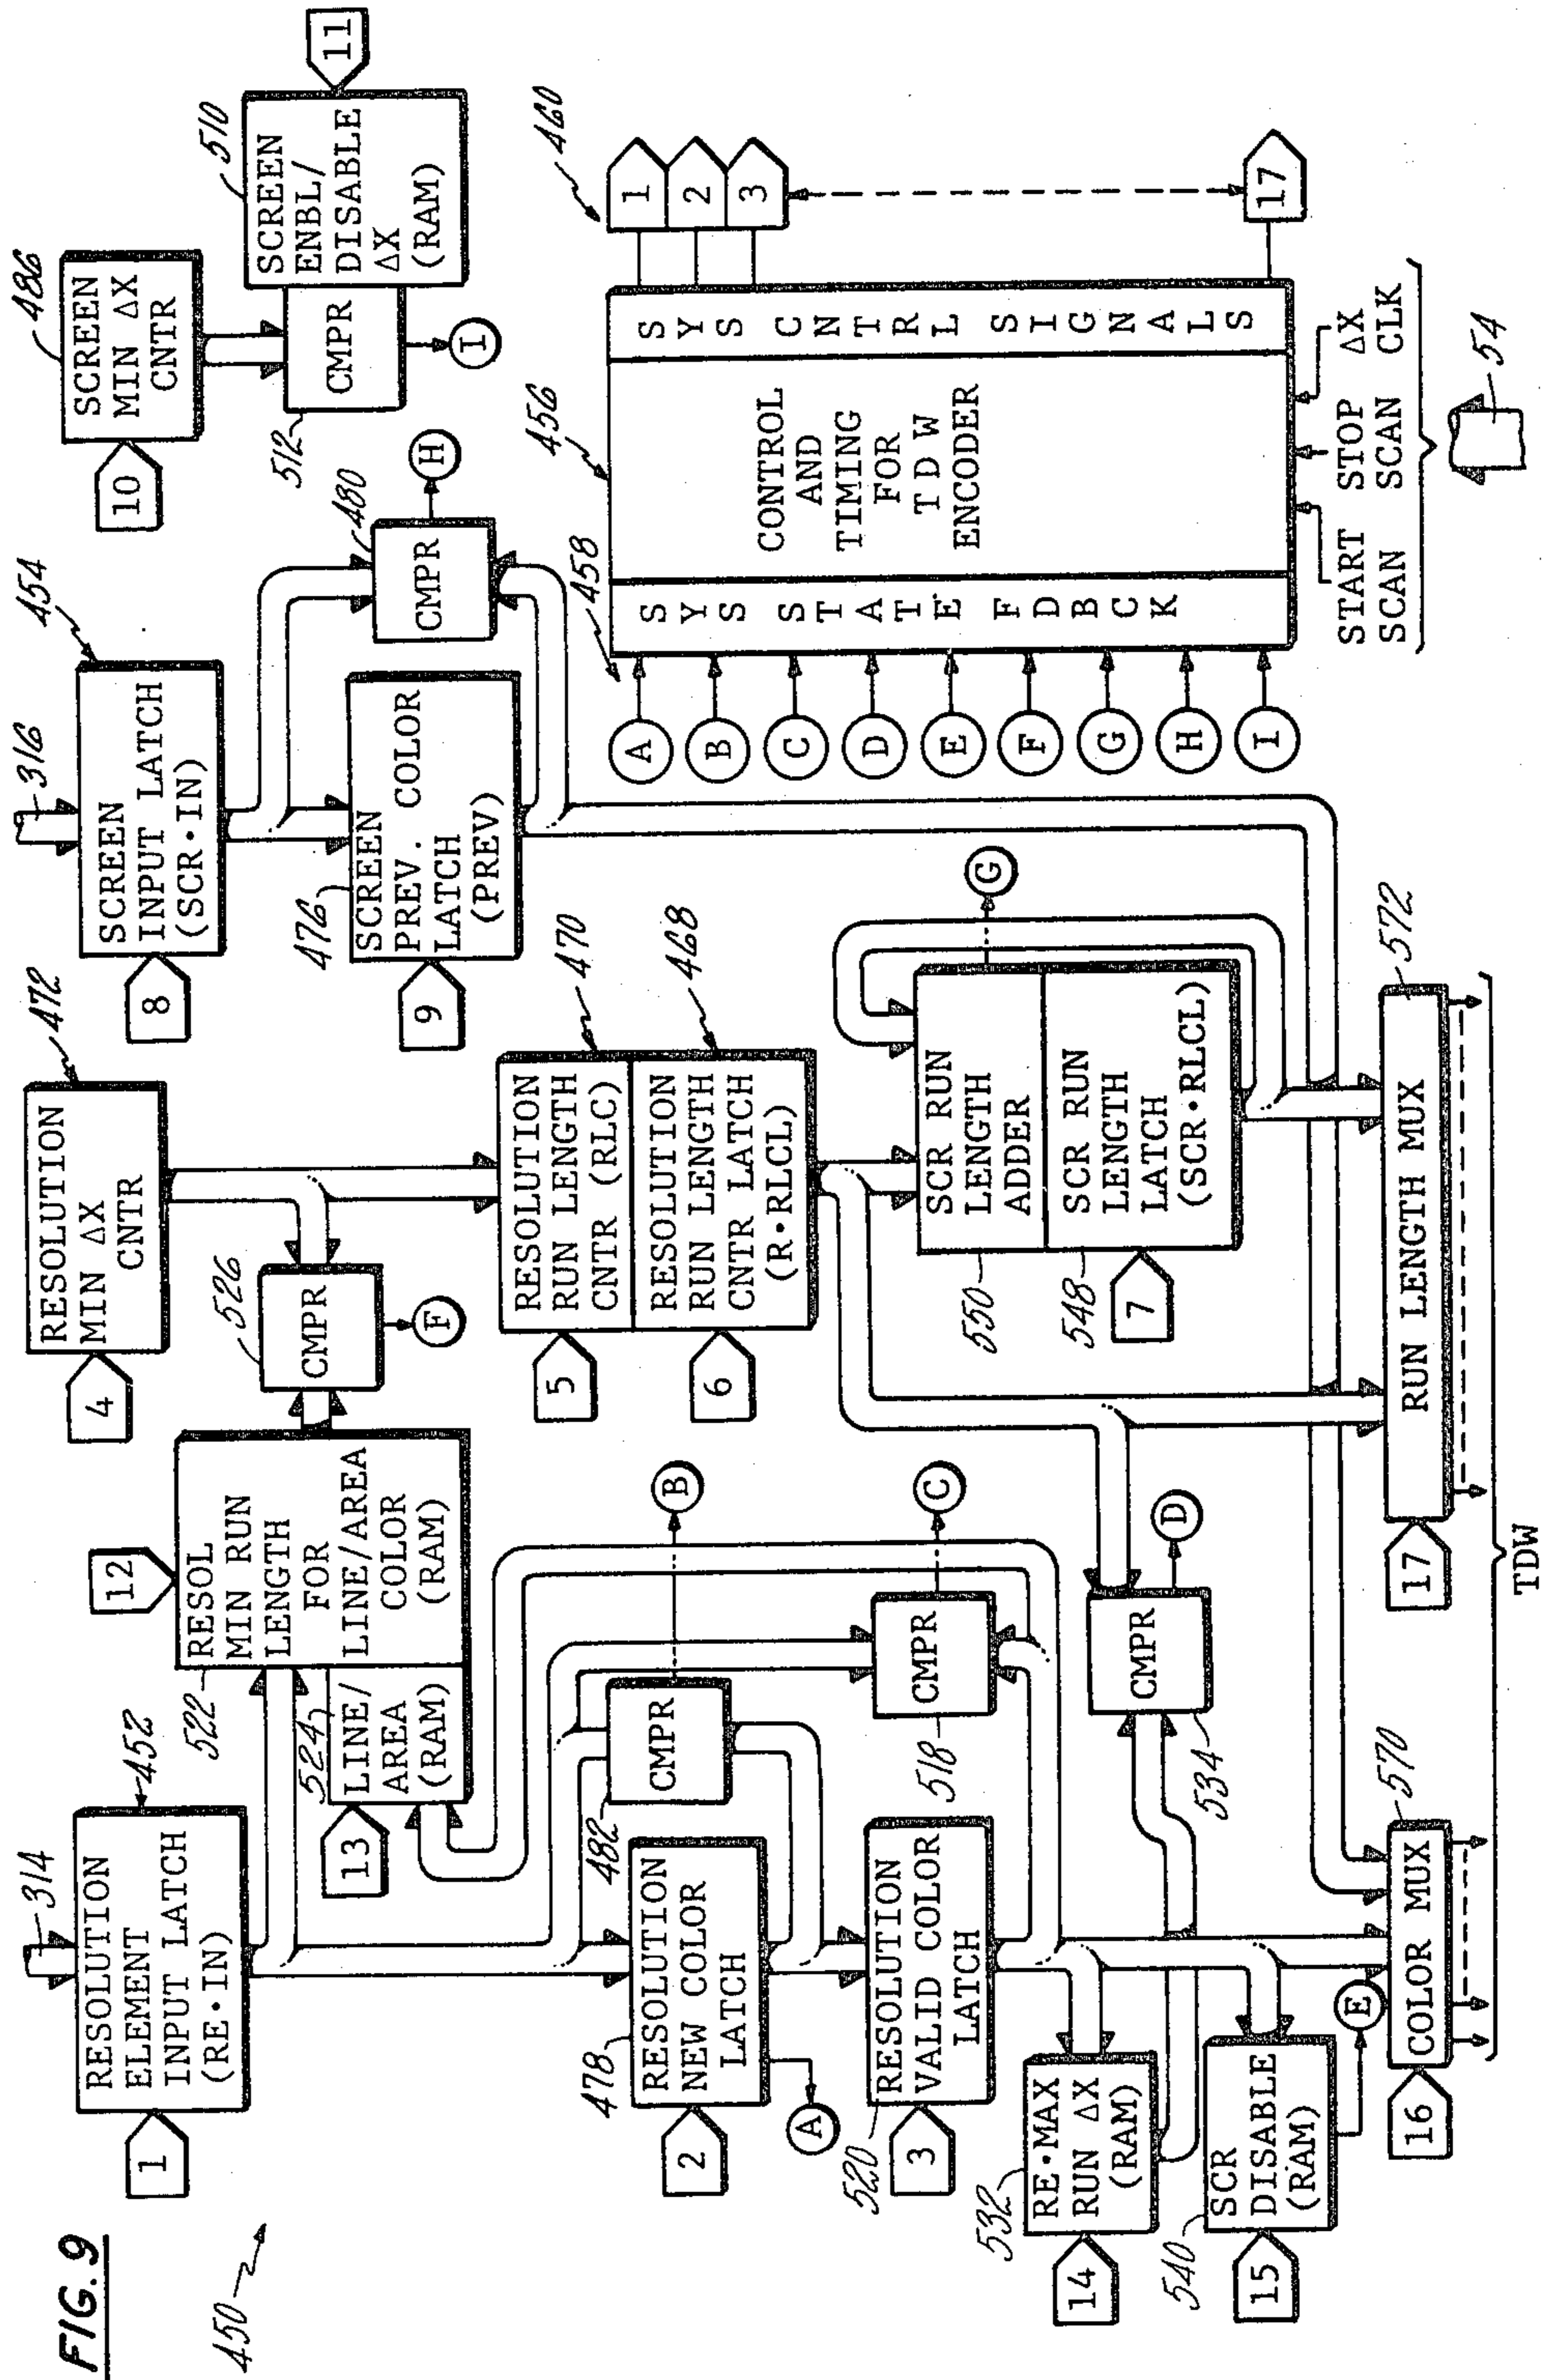 FIG. 9
450
314
452
RESOLUTION
ELEMENT
INPUT LATCH
(RE•IN)
1
12
522
RESOL
MIN RUN
LENGTH
FOR
LINE/AREA
COLOR
(RAM)
524
LINE/
AREA
(RAM)
13
472
RESOLUTION
MIN ΔX
CNTR
4
526
CMPR
F
316
454
SCREEN
INPUT LATCH
(SCR•IN)
8
486
SCREEN
MIN ΔX
CNTR
10
510
SCREEN
ENBL/
DISABLE
ΔX
(RAM)
11
512
CMPR
I
478
RESOLUTION
NEW COLOR
LATCH
2
A
482
CMPR
B
470
RESOLUTION
RUN LENGTH
CNTR (RLC)
5
468
RESOLUTION
RUN LENGTH
CNTR LATCH
(R•RLCL)
6
476
SCREEN
PREV. COLOR
LATCH
(PREV)
9
480
CMPR
H
520
RESOLUTION
VALID COLOR
LATCH
3
518
CMPR
C
550
SCR RUN
LENGTH
ADDER
G
548
SCR RUN
LENGTH
LATCH
(SCR•RLCL)
7
532
RE•MAX
RUN ΔX
(RAM)
14
534
CMPR
D
540
SCR
DISABLE
(RAM)
15
E
570
COLOR MUX
16
572
RUN LENGTH MUX
17
TDW
458
456
460
A
B
C
D
E
F
G
H
I
SYS STATE FDBCK
CONTROL
AND
TIMING
FOR
TDW
ENCODER
SYS CNTRL SIGNALS
1
2
3
17
START
SCAN
STOP
SCAN
ΔX
CLK
54